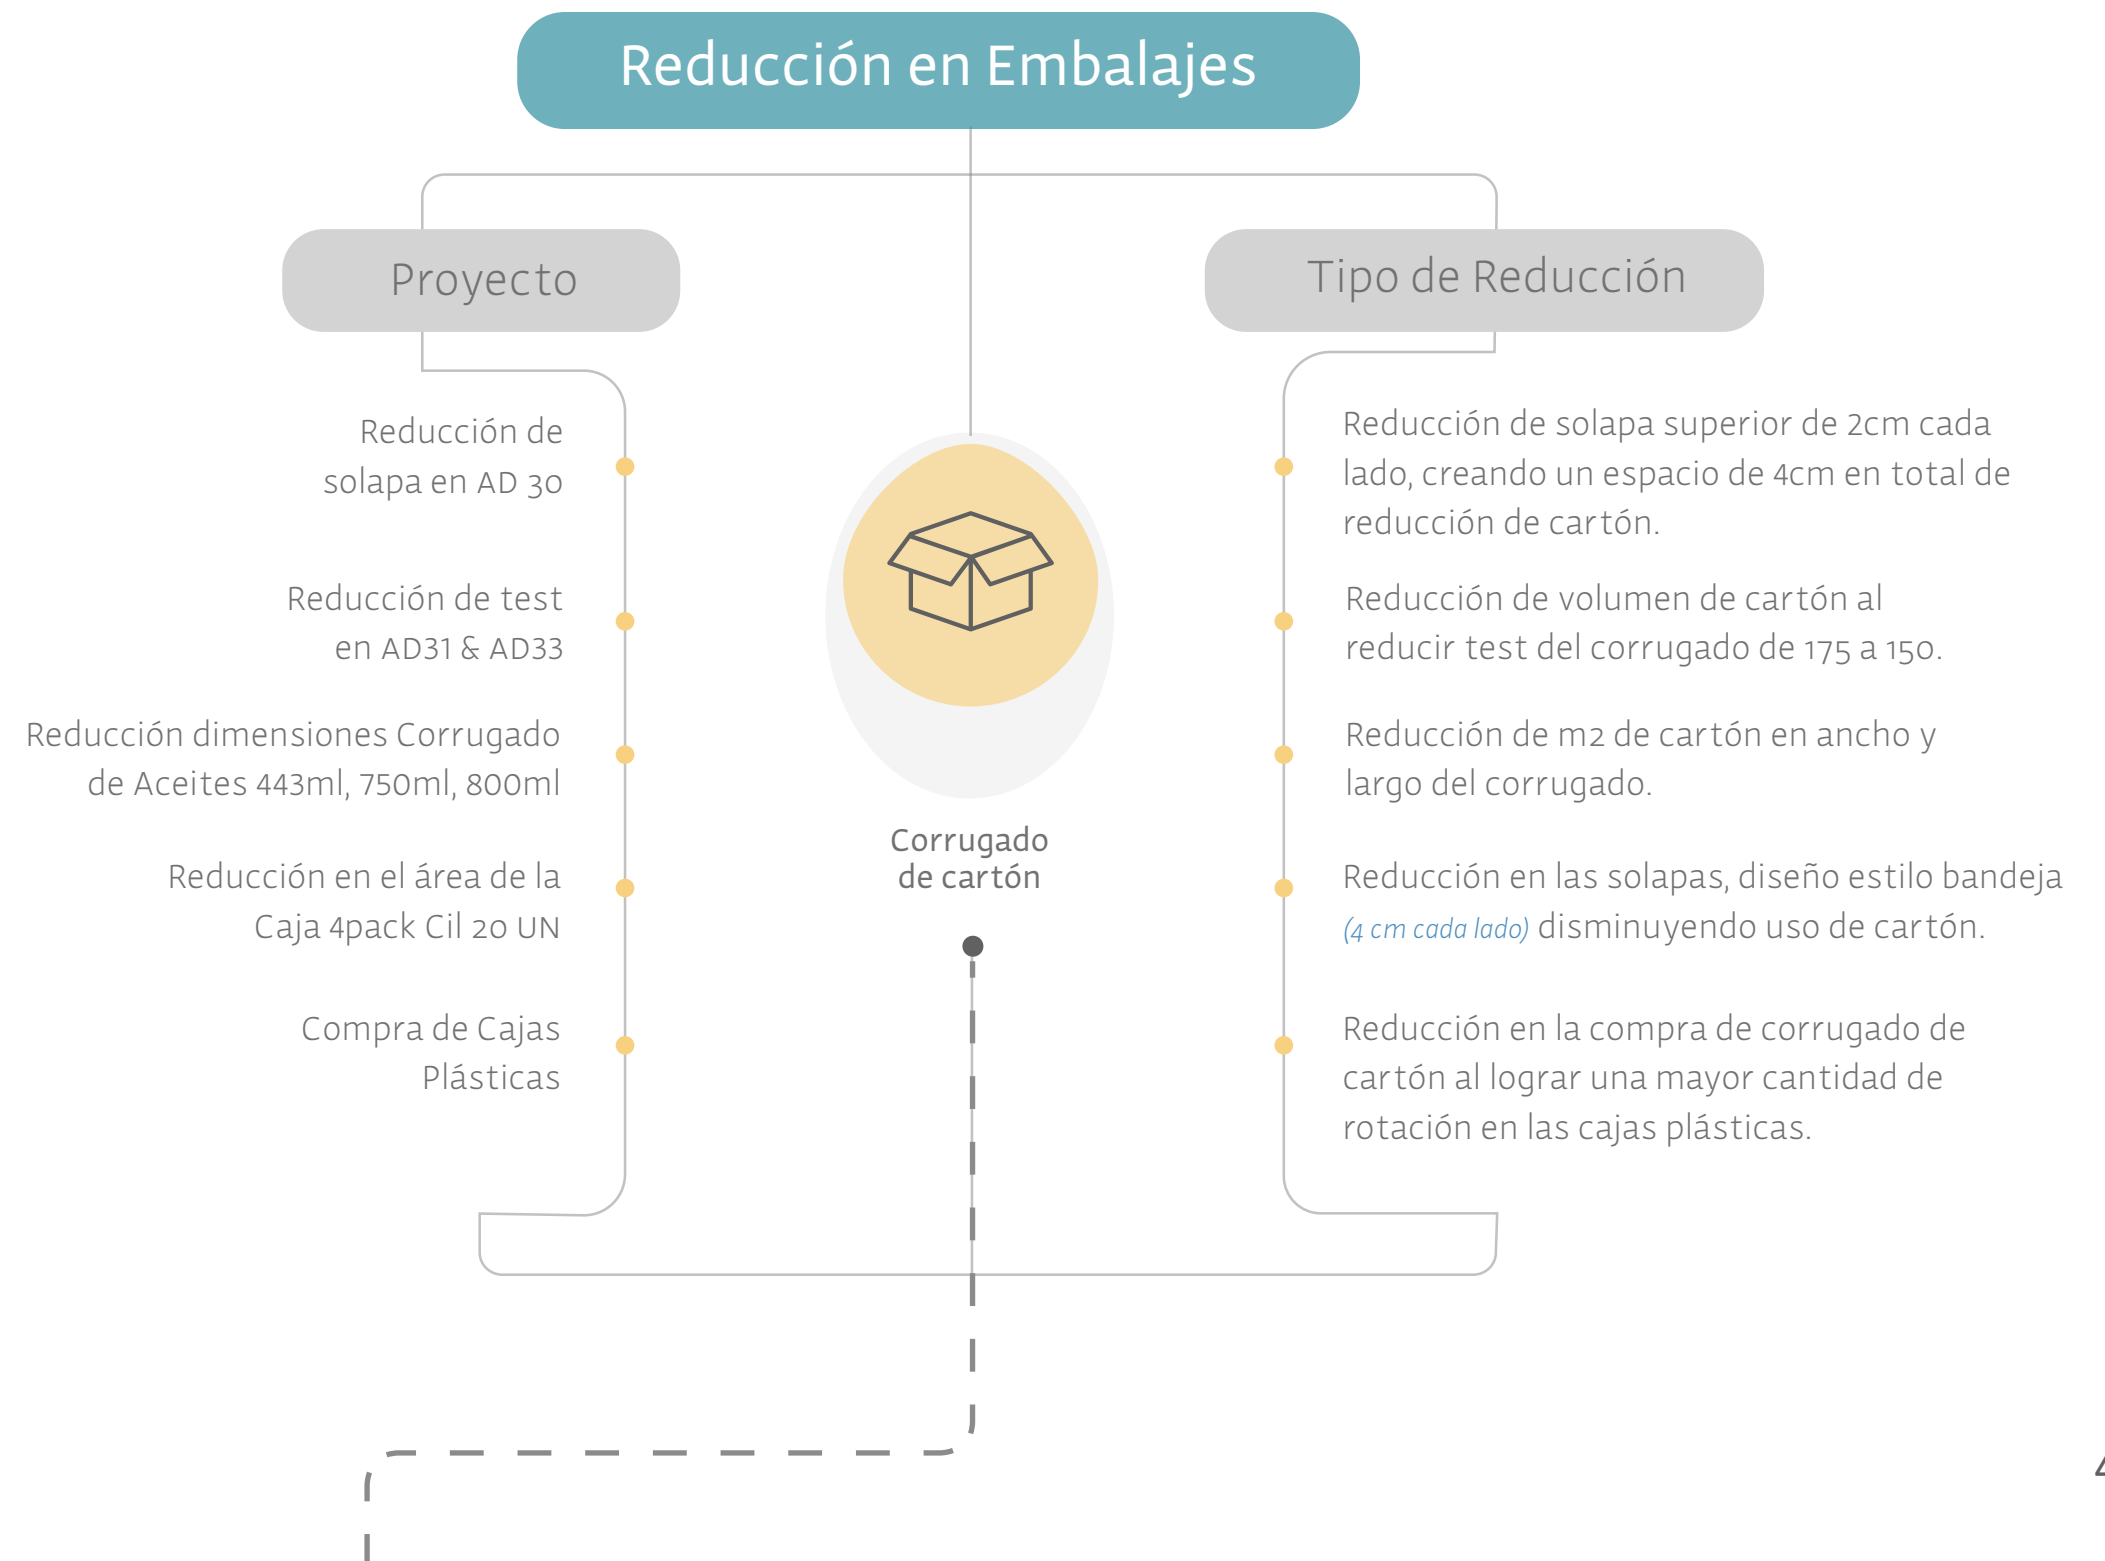 Reducción en Embalajes
Proyecto
Reducción de
solapa en AD 30
Reducción de test
en AD31 & AD33
Reducción dimensiones Corrugado
de Aceites 443ml, 750ml, 800ml
Reducción en el área de la
Caja 4pack Cil 20 UN
Compra de Cajas
Plásticas
Corrugado
de cartón
Tipo de Reducción
Reducción de solapa superior de 2cm cada
lado, creando un espacio de 4cm en total de
reducción de cartón.
Reducción de volumen de cartón al
reducir test del corrugado de 175 a 150.
Reducción de m2 de cartón en ancho y
largo del corrugado.
Reducción en las solapas, diseño estilo bandeja
(4 cm cada lado) disminuyendo uso de cartón.
Reducción en la compra de corrugado de
cartón al lograr una mayor cantidad de
rotación en las cajas plásticas.